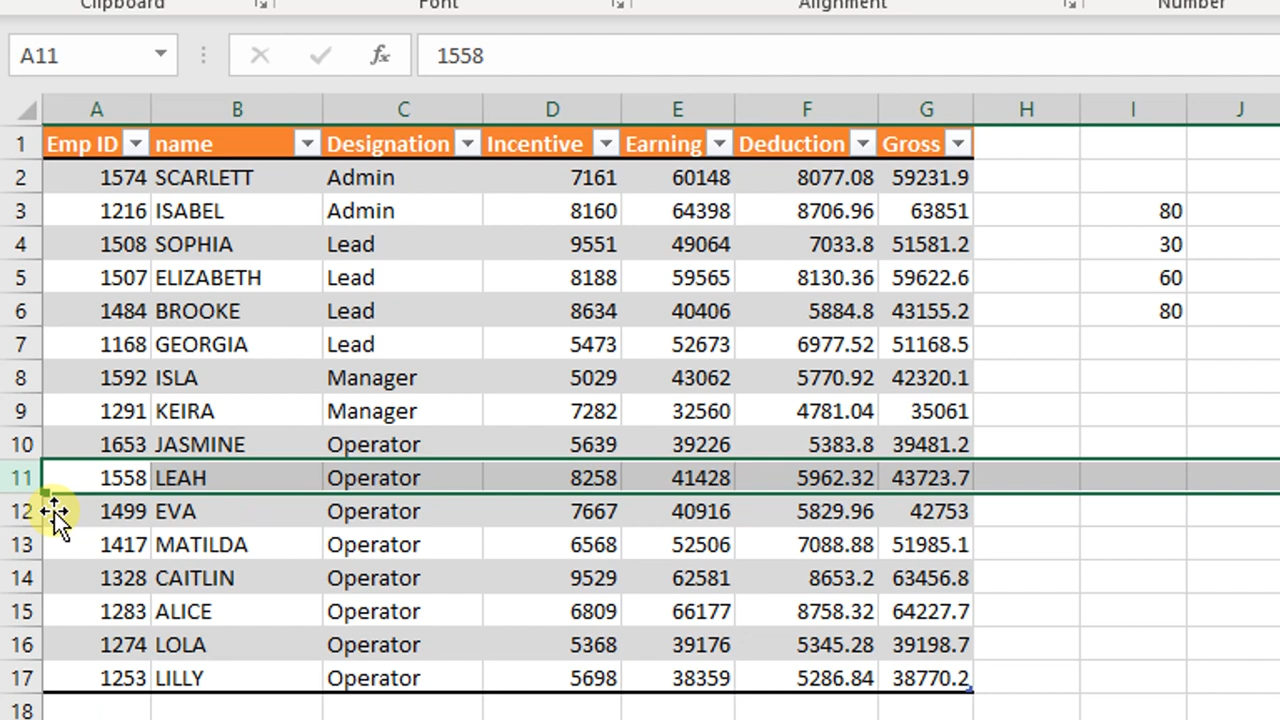 Clipboard Font Alignment Number
A11 fx 1558
A B C D E F G H I J
1 Emp ID name Designation Incentive Earning Deduction Gross
2 1574 SCARLETT Admin 7161 60148 8077.08 59231.9
3 1216 ISABEL Admin 8160 64398 8706.96 63851 80
4 1508 SOPHIA Lead 9551 49064 7033.8 51581.2 30
5 1507 ELIZABETH Lead 8188 59565 8130.36 59622.6 60
6 1484 BROOKE Lead 8634 40406 5884.8 43155.2 80
7 1168 GEORGIA Lead 5473 52673 6977.52 51168.5
8 1592 ISLA Manager 5029 43062 5770.92 42320.1
9 1291 KEIRA Manager 7282 32560 4781.04 35061
10 1653 JASMINE Operator 5639 39226 5383.8 39481.2
11 1558 LEAH Operator 8258 41428 5962.32 43723.7
12 1499 EVA Operator 7667 40916 5829.96 42753
13 1417 MATILDA Operator 6568 52506 7088.88 51985.1
14 1328 CAITLIN Operator 9529 62581 8653.2 63456.8
15 1283 ALICE Operator 6809 66177 8758.32 64227.7
16 1274 LOLA Operator 5368 39176 5345.28 39198.7
17 1253 LILLY Operator 5698 38359 5286.84 38770.2
18